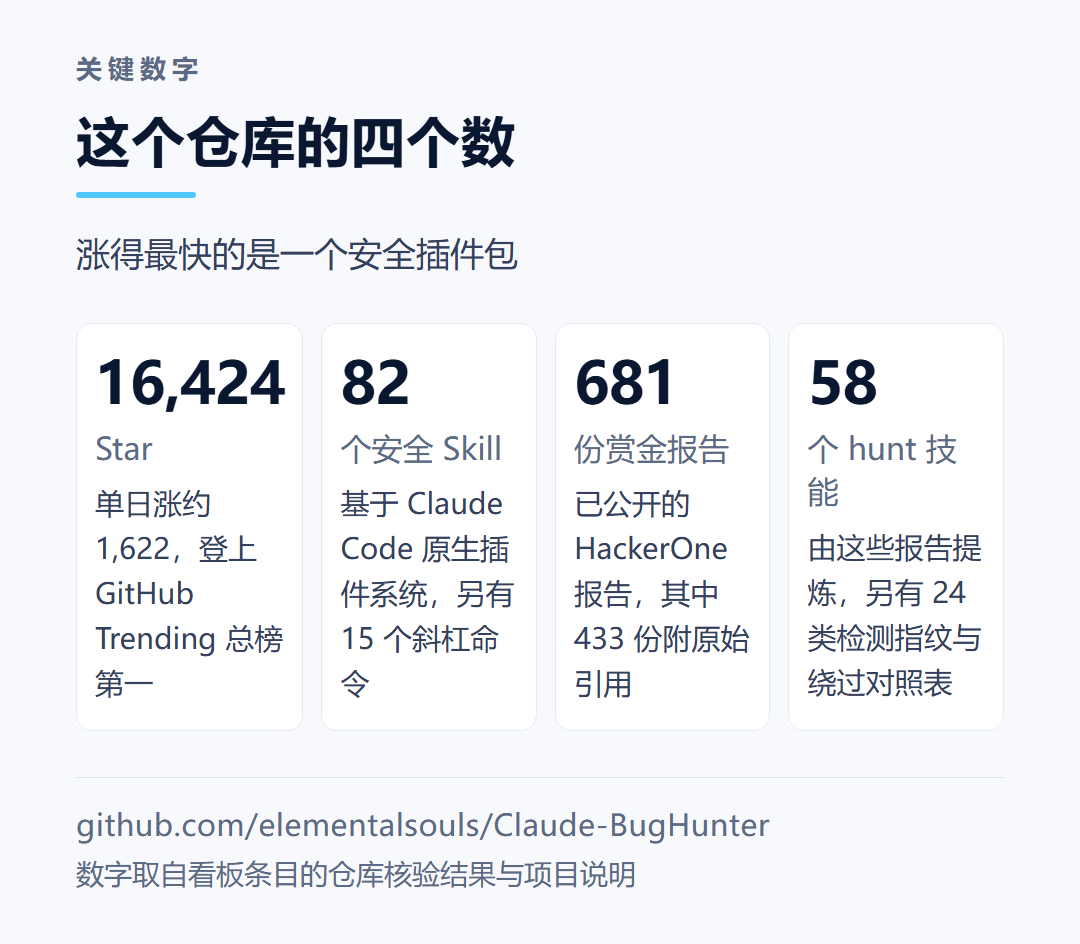 关键数字
这个仓库的四个数
涨得最快的是一个安全插件包
16,424
Star
单日涨约
1,622，登上
GitHub
Trending 总榜
第一
82
个安全 Skill
基于 Claude
Code 原生插
件系统，另有
15 个斜杠命
令
681
份赏金报告
已公开的
HackerOne
报告，其中
433 份附原始
引用
58
个 hunt 技
能
由这些报告提
炼，另有 24
类检测指纹与
绕过对照表
github.com/elementalsouls/Claude-BugHunter
数字取自看板条目的仓库核验结果与项目说明